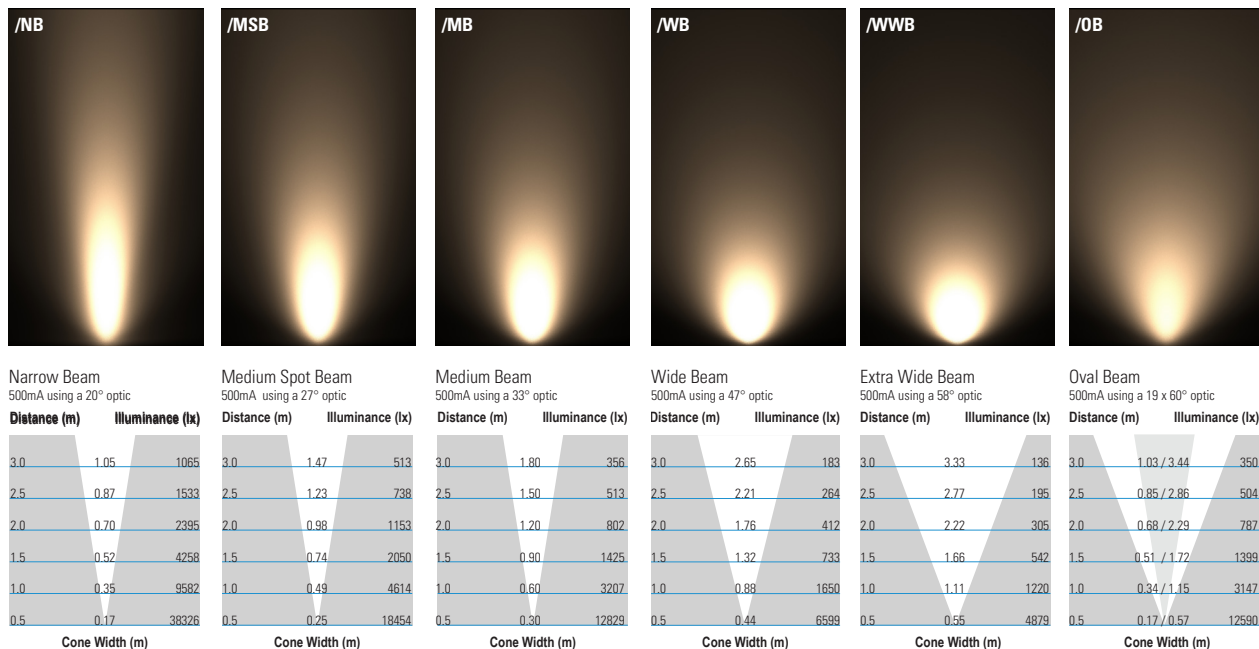 /NB
/MSB
/MB
/WB
/WWB
/OB
Narrow Beam
500mA using a 20° optic
Distance (m) Illuminance (lx)
3.0 1.05 1065
2.5 0.87 1533
2.0 0.70 2395
1.5 0.52 4258
1.0 0.35 9582
0.5 0.17 38326
Cone Width (m)
Medium Spot Beam
500mA using a 27° optic
Distance (m) Illuminance (lx)
3.0 1.47 513
2.5 1.23 738
2.0 0.98 1153
1.5 0.74 2050
1.0 0.49 4614
0.5 0.25 18454
Cone Width (m)
Medium Beam
500mA using a 33° optic
Distance (m) Illuminance (lx)
3.0 1.80 356
2.5 1.50 513
2.0 1.20 802
1.5 0.90 1425
1.0 0.60 3207
0.5 0.30 12829
Cone Width (m)
Wide Beam
500mA using a 47° optic
Distance (m) Illuminance (lx)
3.0 2.65 183
2.5 2.21 264
2.0 1.76 412
1.5 1.32 733
1.0 0.88 1650
0.5 0.44 6599
Cone Width (m)
Extra Wide Beam
500mA using a 58° optic
Distance (m) Illuminance (lx)
3.0 3.33 136
2.5 2.77 195
2.0 2.22 305
1.5 1.66 542
1.0 1.11 1220
0.5 0.55 4879
Cone Width (m)
Oval Beam
500mA using a 19 x 60° optic
Distance (m) Illuminance (lx)
3.0 1.03 / 3.44 350
2.5 0.85 / 2.86 504
2.0 0.68 / 2.29 787
1.5 0.51 / 1.72 1399
1.0 0.34 / 1.15 3147
0.5 0.17 / 0.57 12590
Cone Width (m)